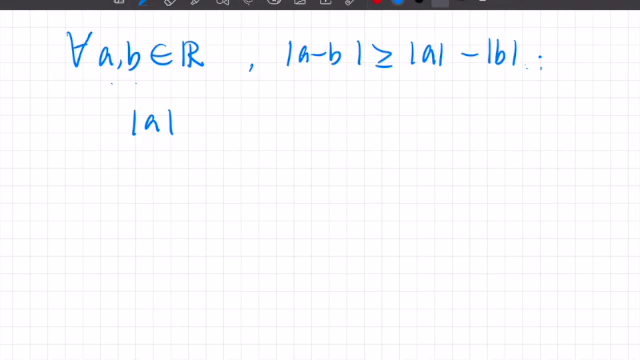 ∀ a, b ∈ ℝ , |a-b| ≥ |a| - |b| :
|a|